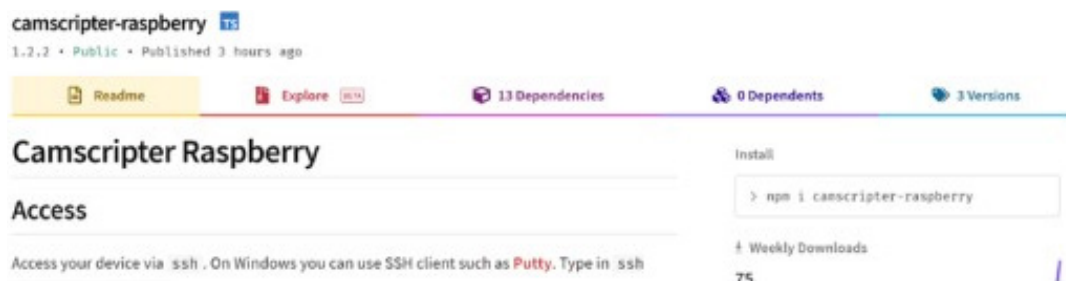 camscripter-raspberry TS
1.2.2 • Public • Published 3 hours ago
Readme
Explore BETA
13 Dependencies
0 Dependents
3 Versions
Camscripter Raspberry
Install
> npm i camscripter-raspberry
Access
Weekly Downloads
75
Access your device via ssh. On Windows you can use SSH client such as Putty. Type in ssh